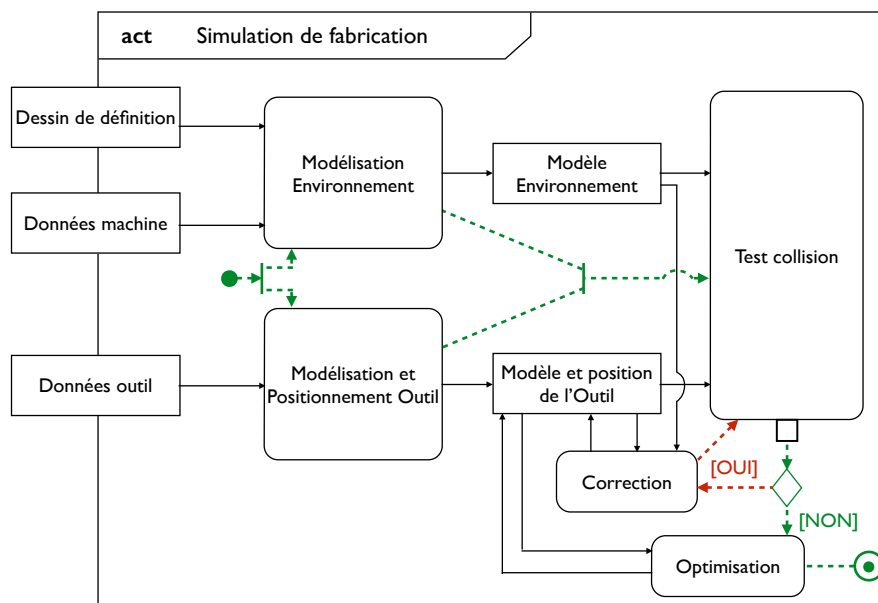 act Simulation de fabrication
Dessin de définition
Modélisation
Environnement
Modèle
Environnement
Données machine
Test collision
Données outil
Modélisation et
Positionnement Outil
Modèle et position
de l'Outil
Correction
[OUI]
[NON]
Optimisation